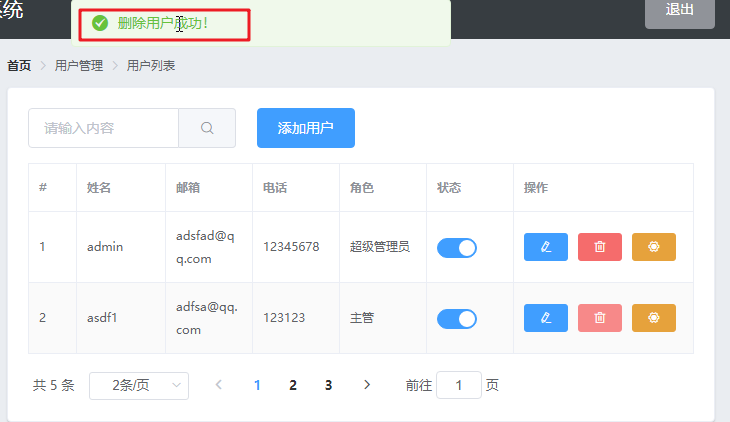 系统
删除用户成功！
退出
首页 > 用户管理 > 用户列表
请输入内容
添加用户
# 姓名 邮箱 电话 角色 状态 操作
1 admin adsfad@q 12345678 超级管理员
q.com
2 asdf1 adfsa@qq. 123123 主管
com
共 5 条 2条/页 < 1 2 3 > 前往 1 页